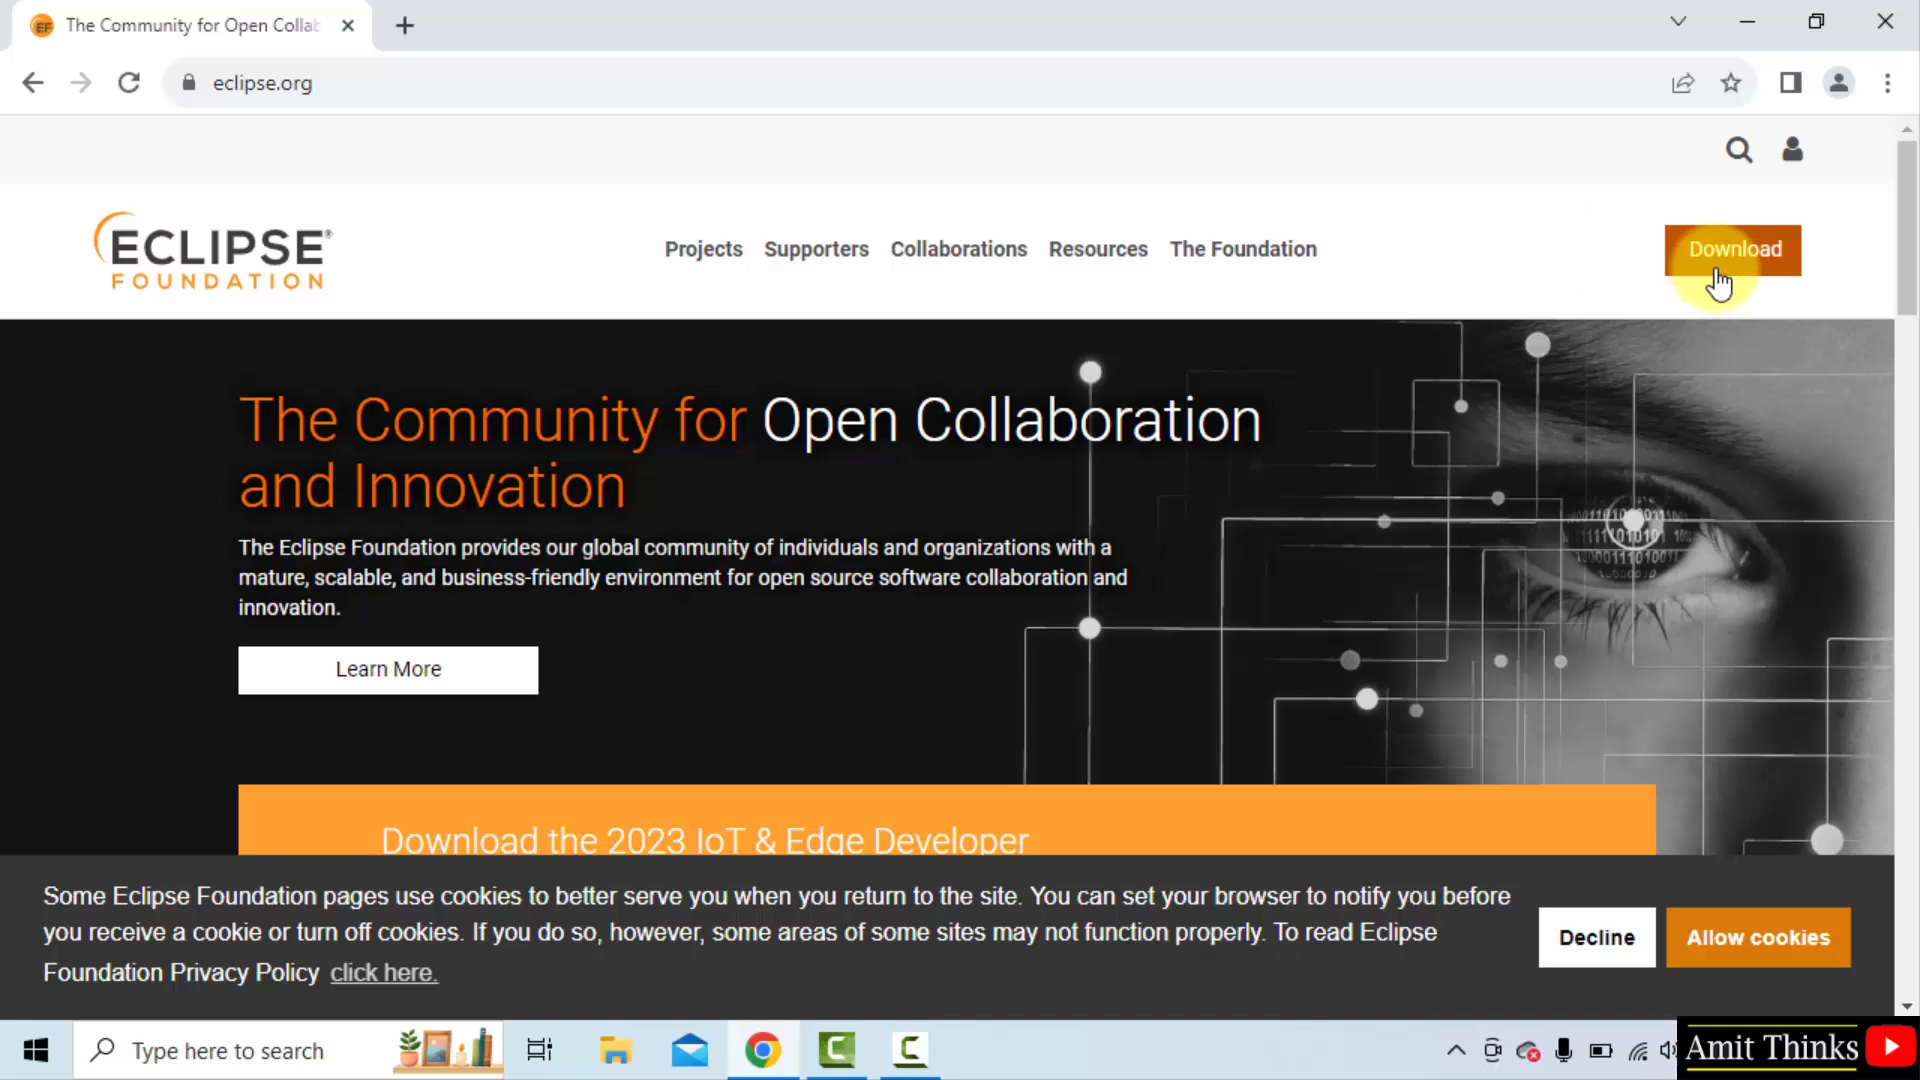 The Community for Open Collab
eclipse.org
ECLIPSE®
FOUNDATION
Projects
Supporters
Collaborations
Resources
The Foundation
Download
The Community for Open Collaboration
and Innovation
The Eclipse Foundation provides our global community of individuals and organizations with a
mature, scalable, and business-friendly environment for open source software collaboration and
innovation.
Learn More
Download the 2023 IoT & Edge Developer
Some Eclipse Foundation pages use cookies to better serve you when you return to the site. You can set your browser to notify you before
you receive a cookie or turn off cookies. If you do so, however, some areas of some sites may not function properly. To read Eclipse
Foundation Privacy Policy click here.
Decline
Allow cookies
Type here to search
Amit Thinks